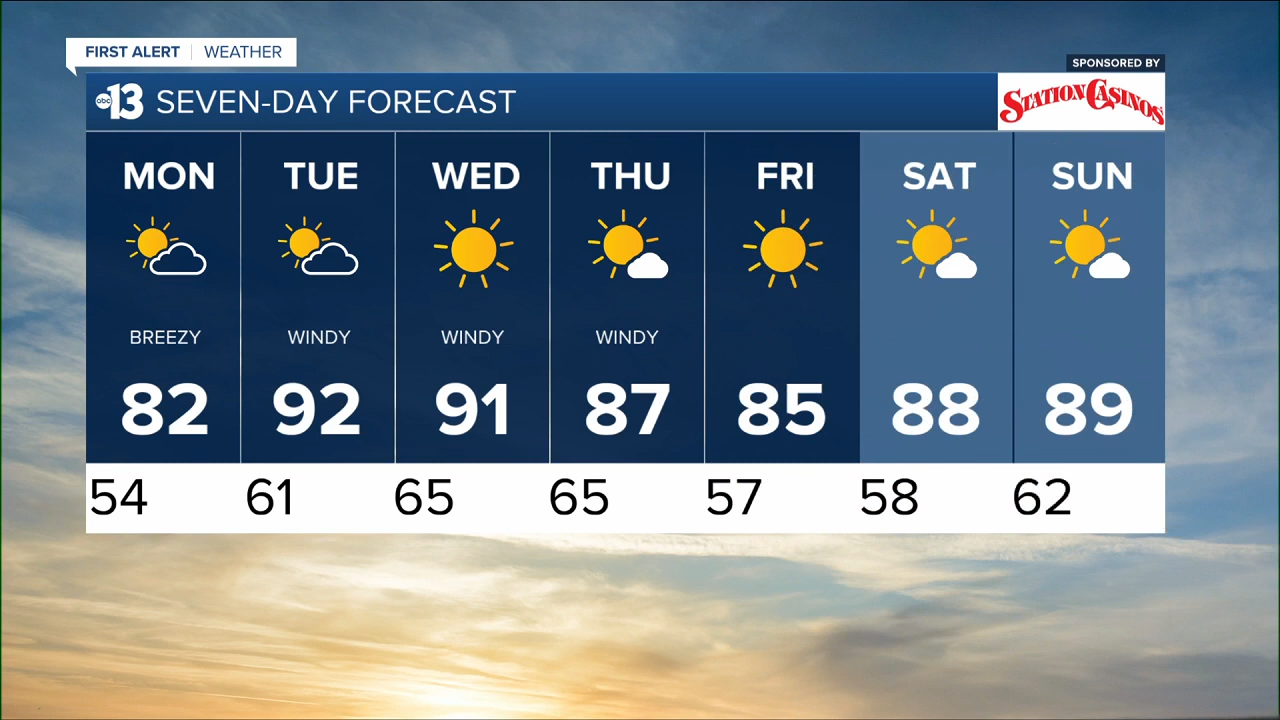 FIRST ALERT | WEATHER
SPONSORED BY
abc 13 SEVEN-DAY FORECAST
STATION CASINOS
MON TUE WED THU FRI SAT SUN
BREEZY WINDY WINDY WINDY
82 92 91 87 85 88 89
54 61 65 65 57 58 62